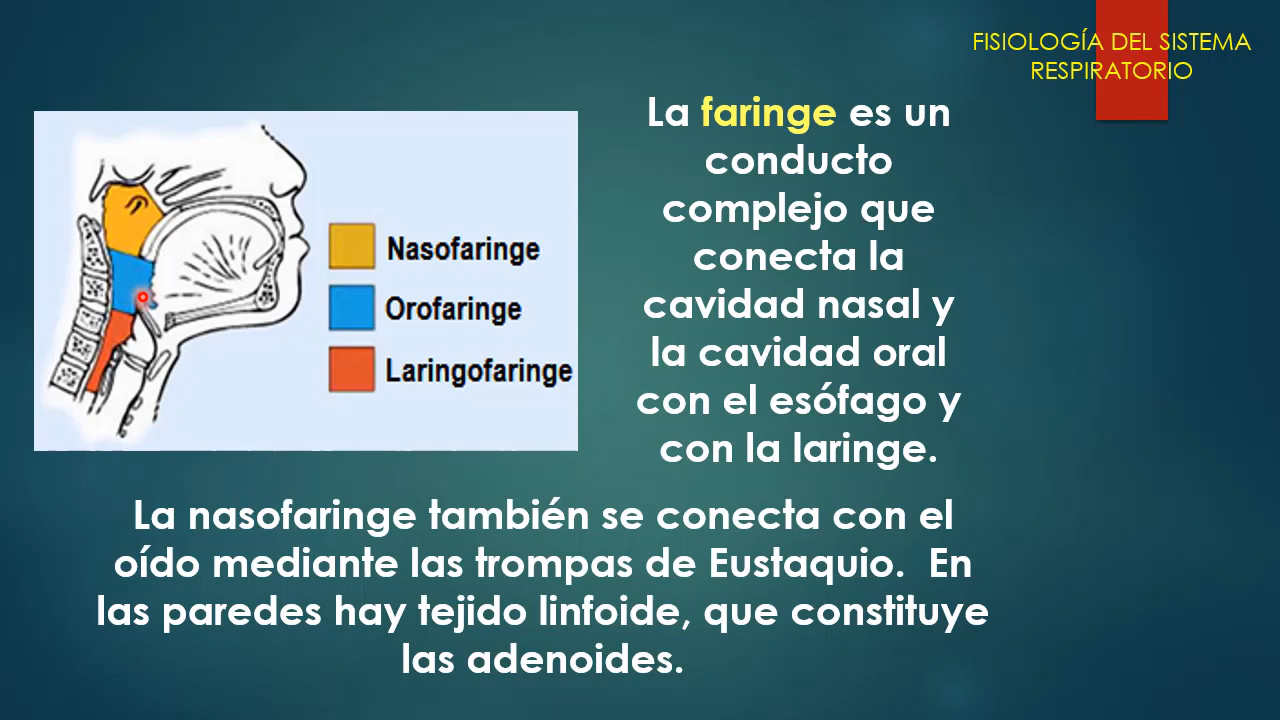 FISIOLOGÍA DEL SISTEMA
RESPIRATORIO
La faringe es un
conducto
complejo que
conecta la
cavidad nasal y
la cavidad oral
con el esófago y
con la laringe.
Nasofaringe
Orofaringe
Laringofaringe
La nasofaringe también se conecta con el
oído mediante las trompas de Eustaquio.  En
las paredes hay tejido linfoide, que constituye
las adenoides.